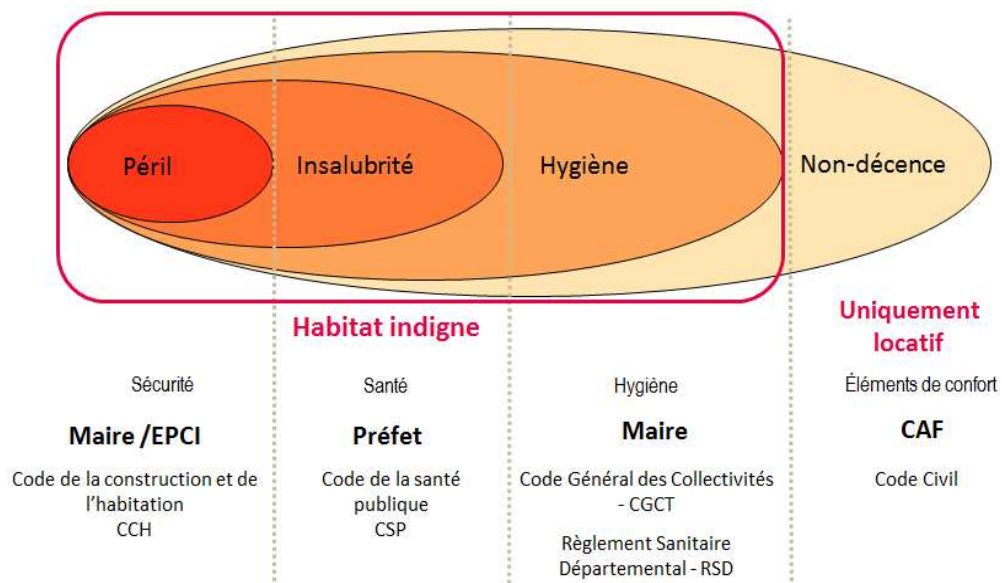 Péril
Insalubrité
Hygiène
Non-décence
Habitat indigne
Uniquement
locatif
Sécurité
Maire /EPCI
Code de la construction et de
l'habitation
CCH
Santé
Préfet
Code de la santé
publique
CSP
Hygiène
Maire
Code Général des Collectivités
- CGCT
Règlement Sanitaire
Départemental - RSD
Éléments de confort
CAF
Code Civil